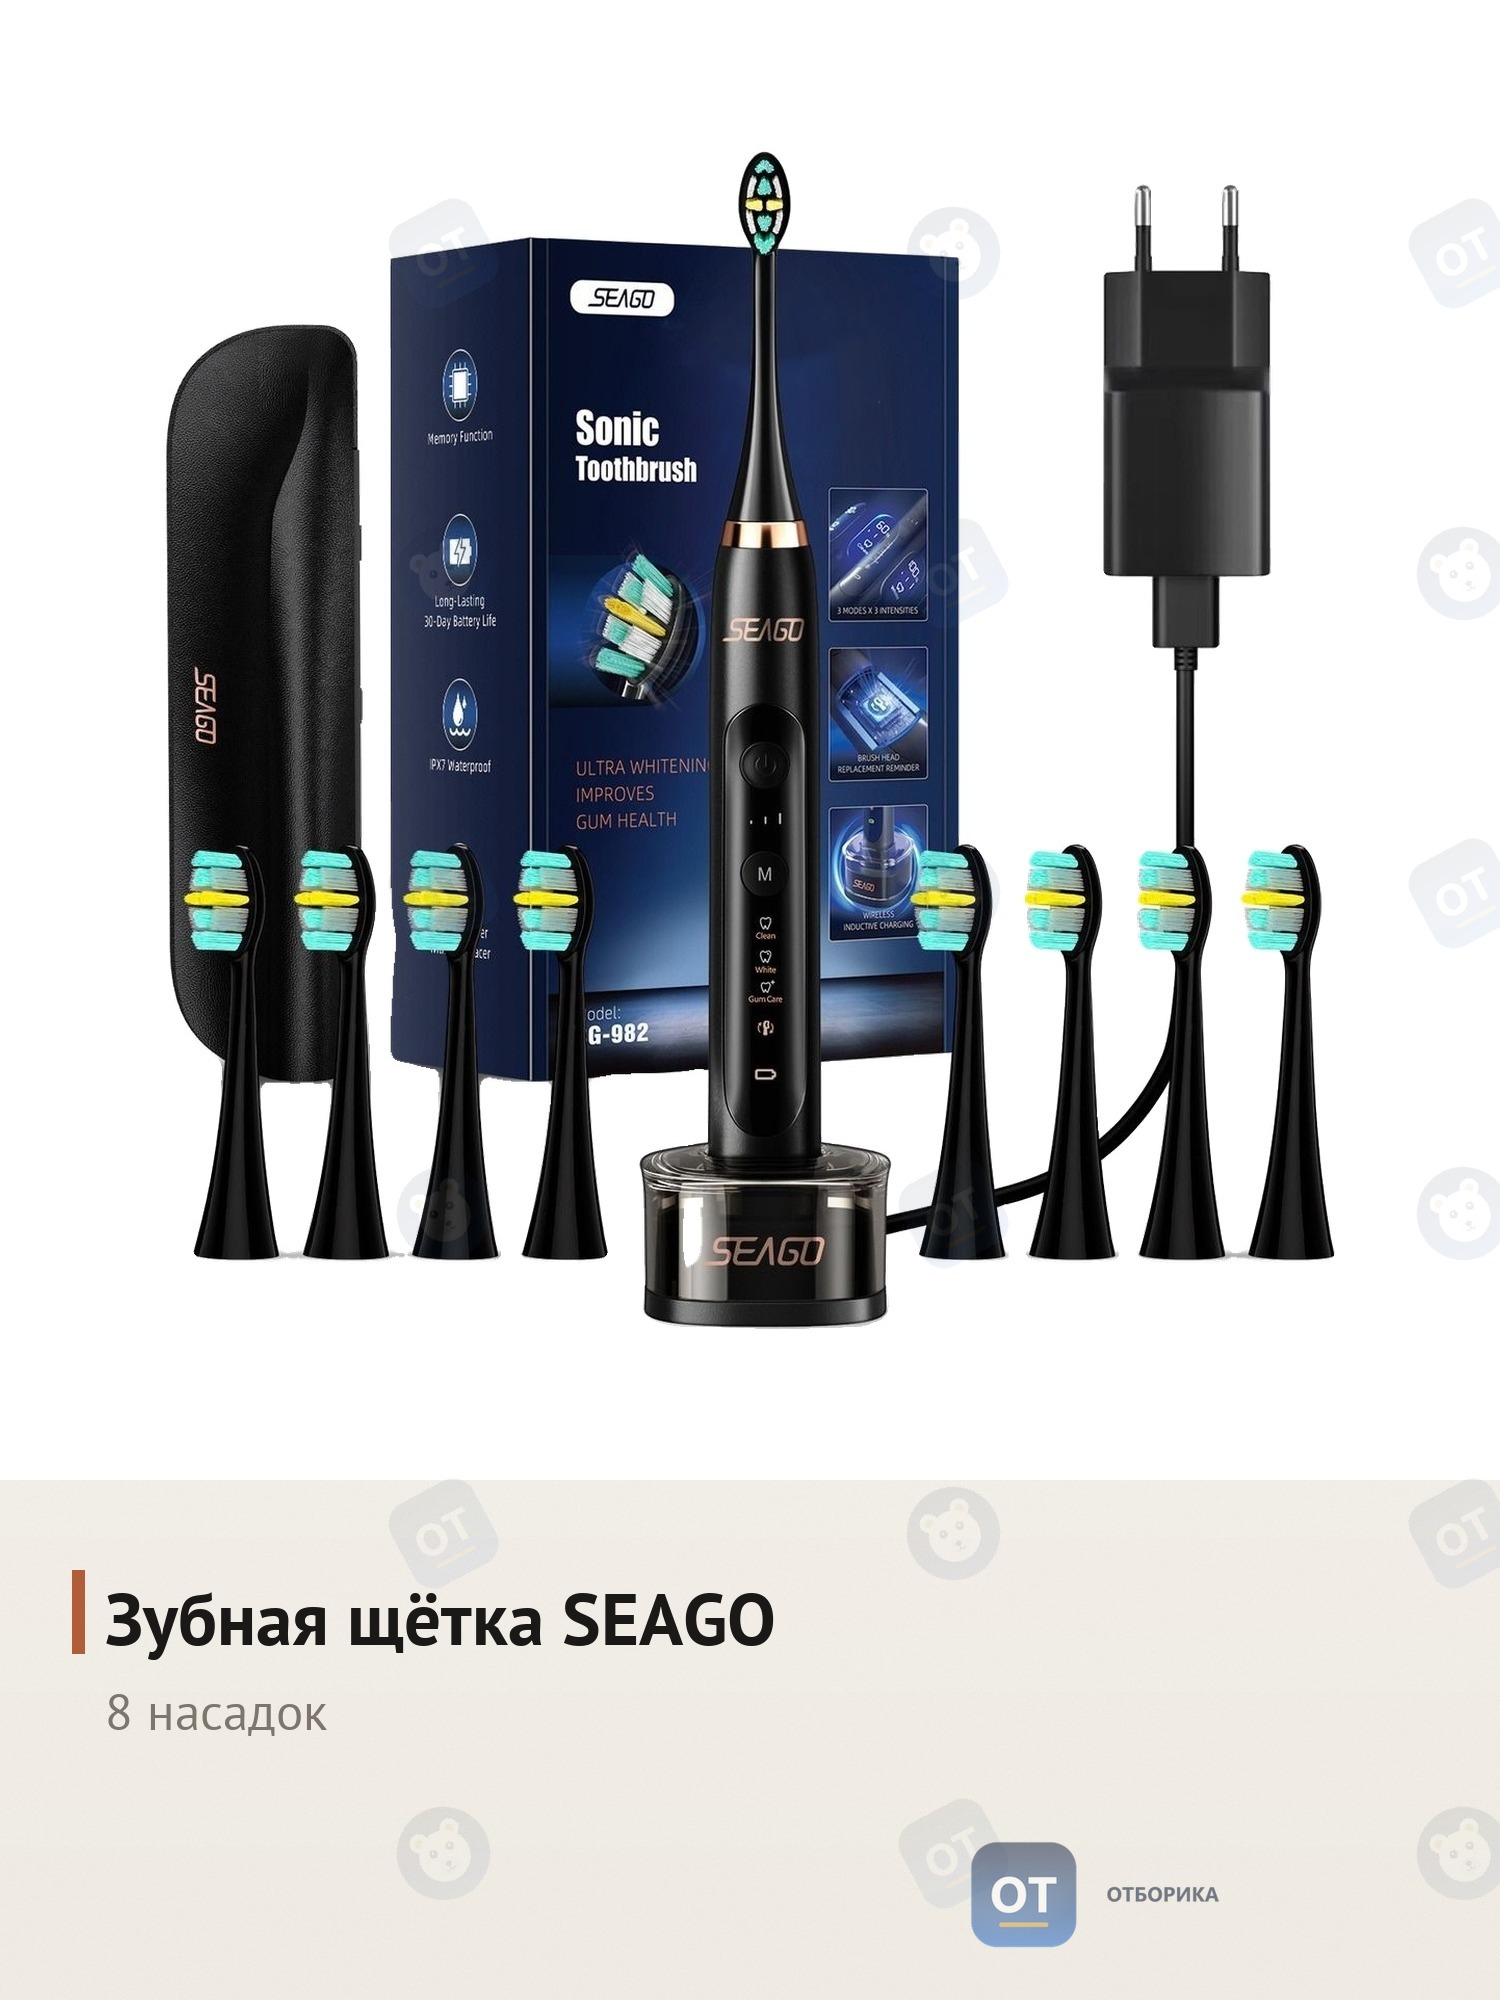 SEAGO
Sonic
Toothbrush
Memory Function
Long-Lasting
30-Day Battery Life
IPX7 Waterproof
3 MODES X 3 INTENSITIES
BRUSH HEAD
REPLACEMENT REMINDER
SEAGO
WIRELESS
INDUCTIVE CHARGING
ULTRA WHITENIN
IMPROVES
GUM HEALTH
odel:
G-982
SEAGO
SEAGO
M
Clean
White
Gum Care
SEAGO
Зубная щётка SEAGO
8 насадок
ОТ
ОТБОРИКА